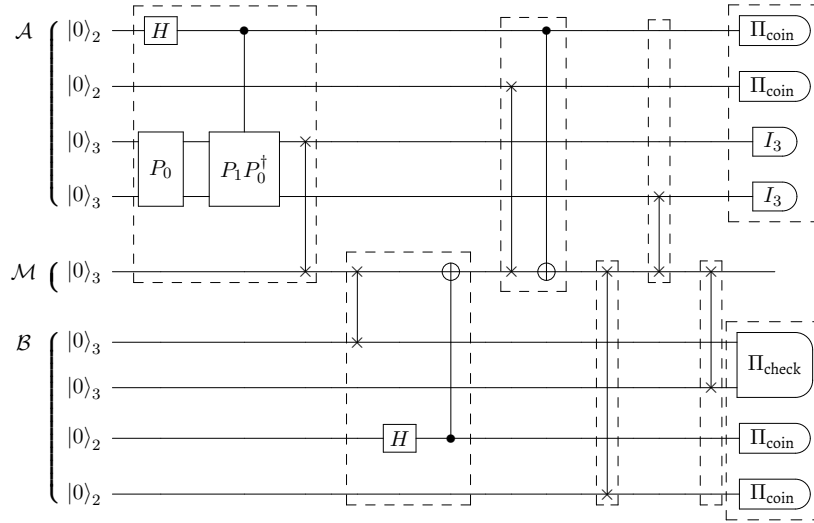 𝒜 |0⟩₂ H Π_coin
|0⟩₂ Π_coin
|0⟩₃ P₀ P₁P₀† I₃
|0⟩₃ I₃
ℳ |0⟩₃
ℬ |0⟩₃ Π_check
|0⟩₃
|0⟩₂ H Π_coin
|0⟩₂ Π_coin